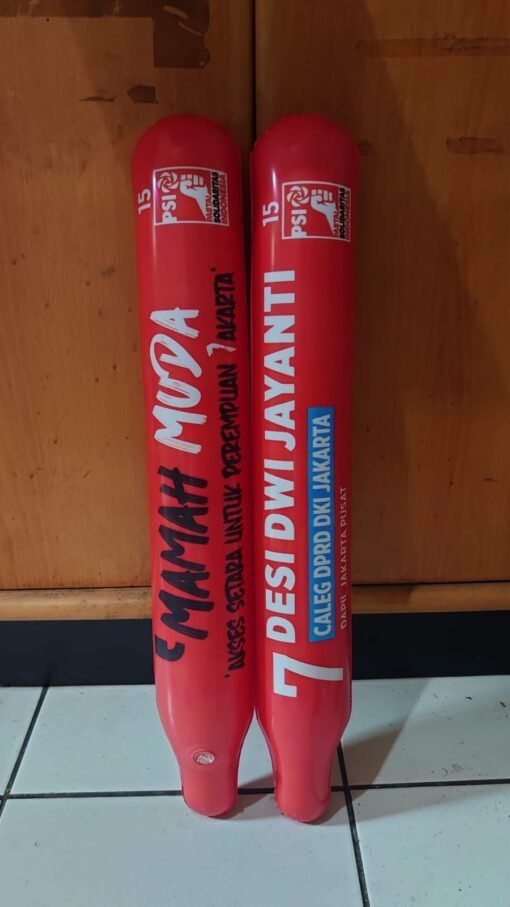 15
PSI
PARTAI
SOLIDARITAS
INDONESIA
"MAMAH MUDA
'AKSES SETARA UNTUK PEREMPUAN JAKARTA'
15
PSI
PARTAI
SOLIDARITAS
INDONESIA
7 DESI DWI JAYANTI
CALEG DPRD DKI JAKARTA
DAPIL JAKARTA PUSAT